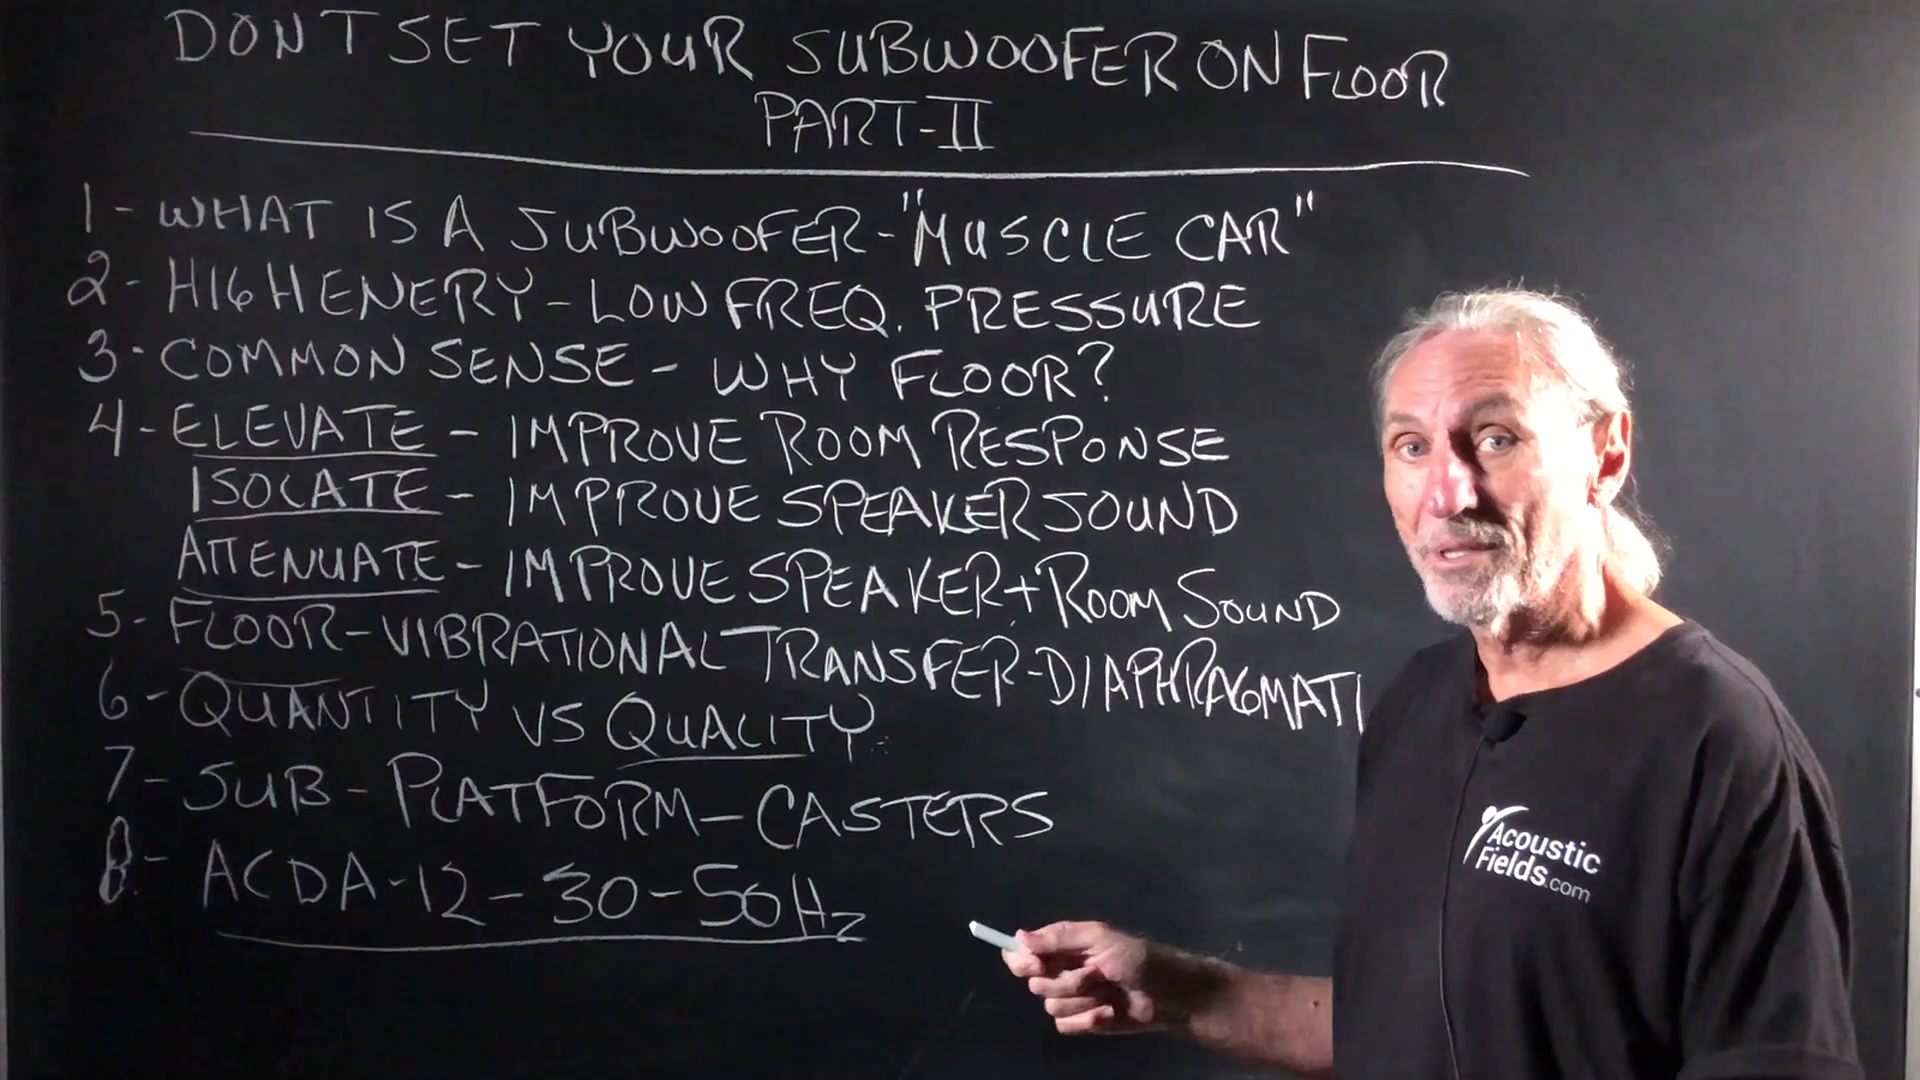 DONT SET YOUR SUBWOOFER ON FLOOR
PART-II
1 - WHAT IS A SUBWOOFER - "MUSCLE CAR"
2 - HIGH ENERY - LOW FREQ. PRESSURE
3 - COMMON SENSE - WHY FLOOR?
4 - ELEVATE - IMPROVE ROOM RESPONSE
ISOLATE - IMPROVE SPEAKER SOUND
ATTENUATE - IMPROVE SPEAKER + ROOM SOUND
5 - FLOOR - VIBRATIONAL TRANSFER - DIAPHRAGMATI
6 - QUANTITY VS QUALITY
7 - SUB - PLATFORM - CASTERS
8 - ACDA-12 - 30-50Hz
Acoustic
Fields.com